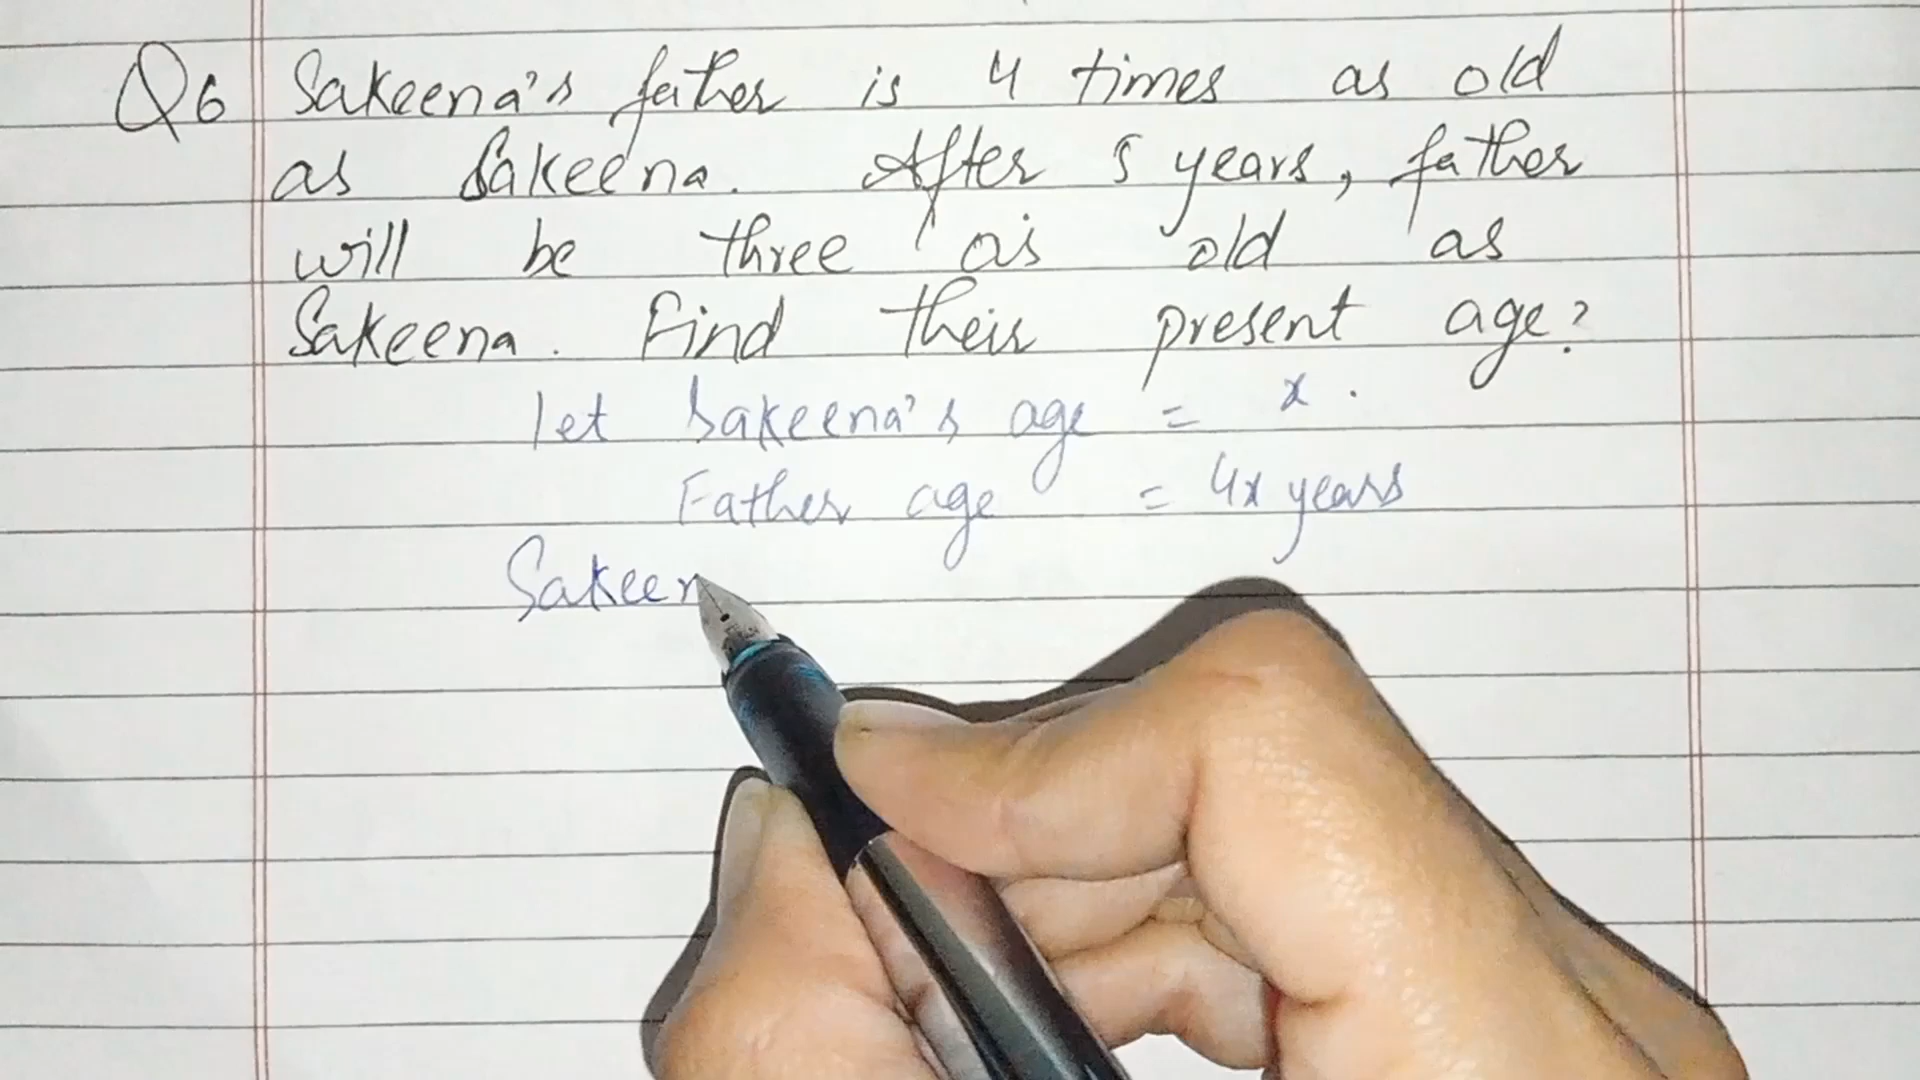 Q6 Sakeena's father is 4 times as old
as Sakeena. After 5 years, father
will be three as old as
Sakeena. Find their present age?
let Sakeena's age = x.
Father age = 4x years
Sakeen